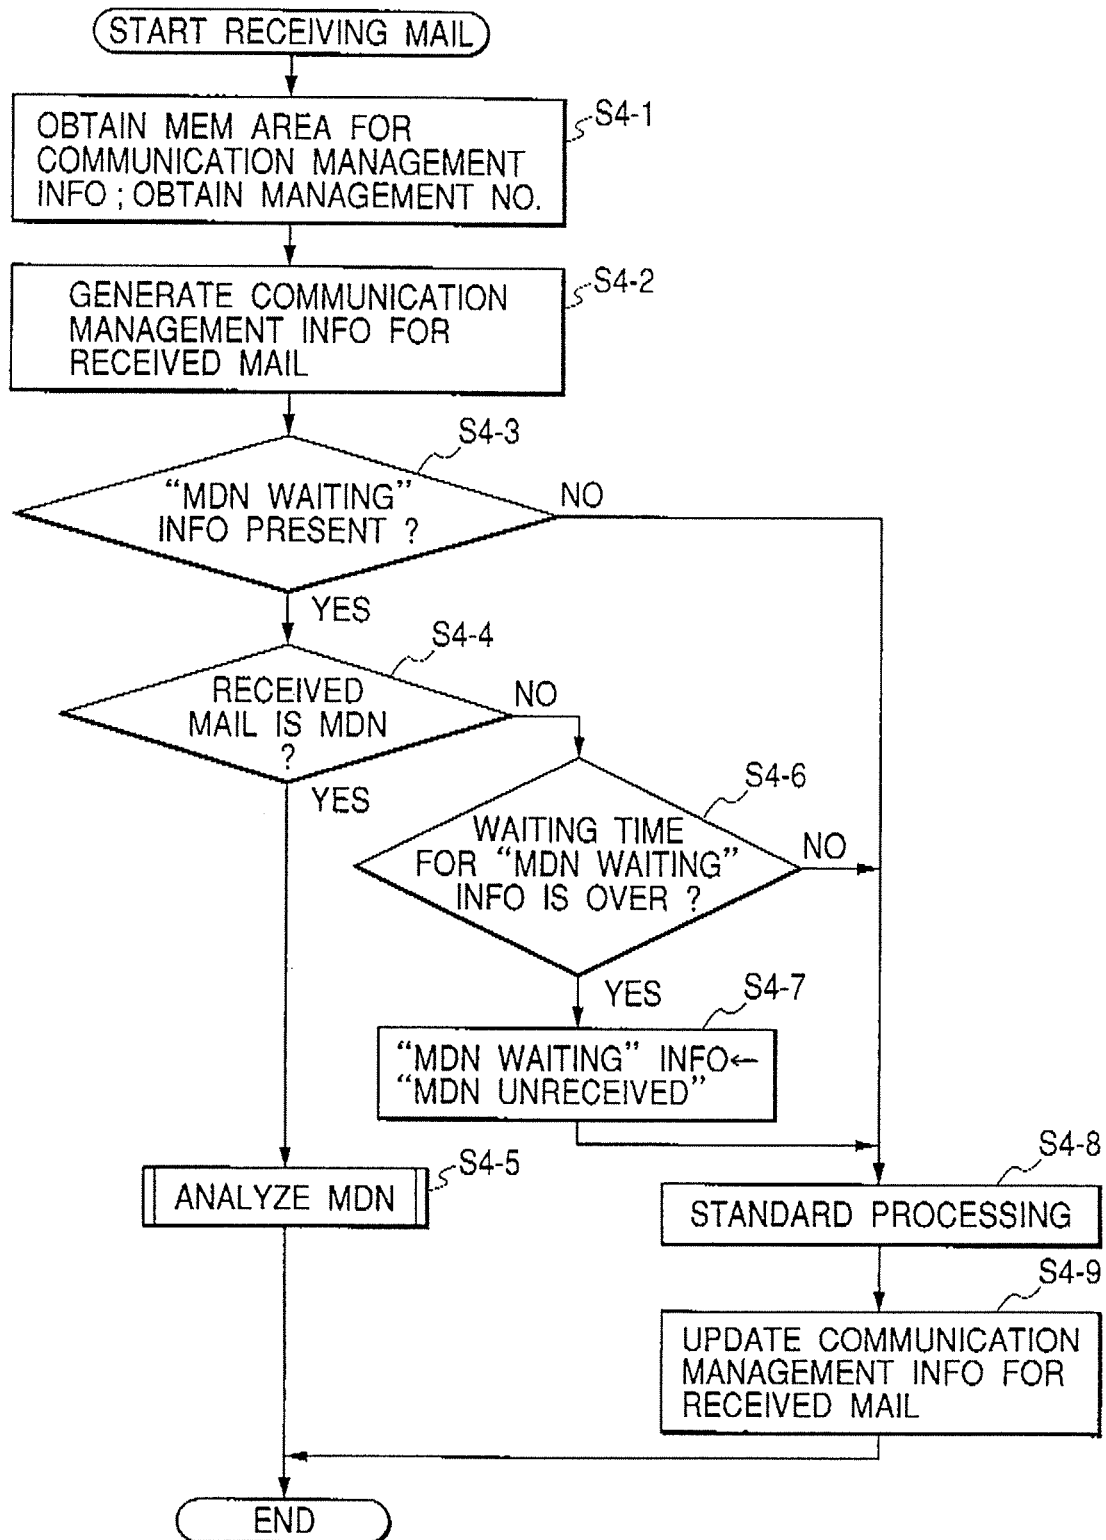 START RECEIVING MAIL
S4-1
OBTAIN MEM AREA FOR
COMMUNICATION MANAGEMENT
INFO ; OBTAIN MANAGEMENT NO.
S4-2
GENERATE COMMUNICATION
MANAGEMENT INFO FOR
RECEIVED MAIL
S4-3
“MDN WAITING”
INFO PRESENT ?
NO
YES
S4-4
RECEIVED
MAIL IS MDN
?
NO
YES
S4-6
WAITING TIME
FOR “MDN WAITING”
INFO IS OVER ?
NO
YES
S4-7
“MDN WAITING” INFO←
“MDN UNRECEIVED”
S4-5
ANALYZE MDN
S4-8
STANDARD PROCESSING
S4-9
UPDATE COMMUNICATION
MANAGEMENT INFO FOR
RECEIVED MAIL
END